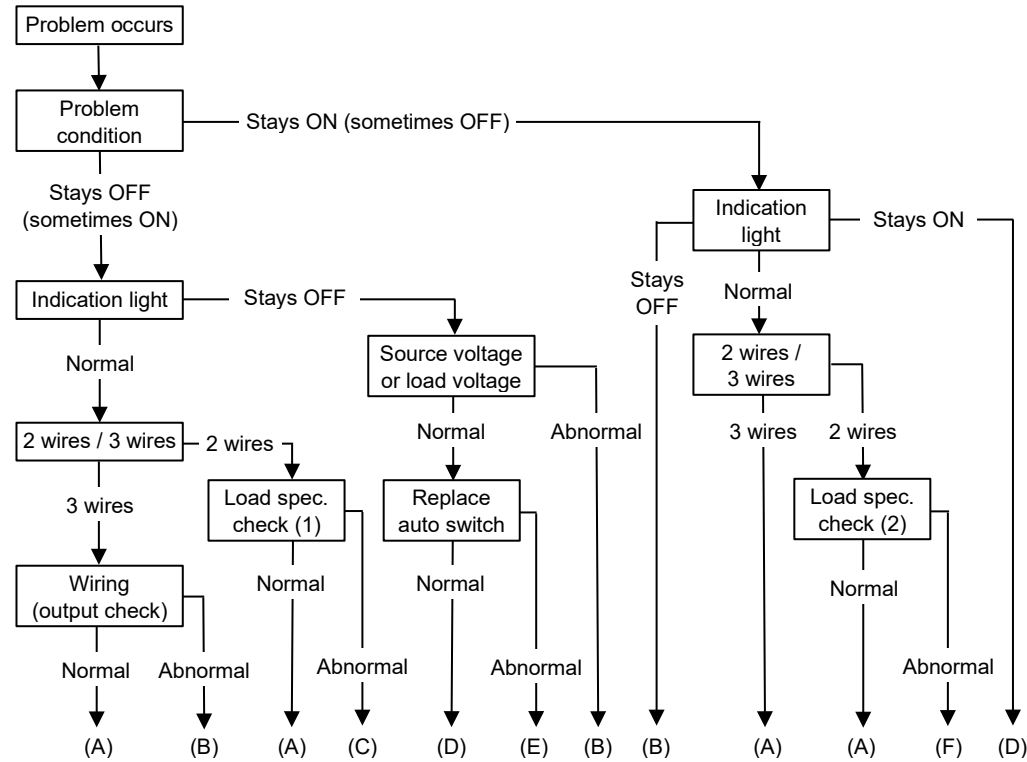 Problem occurs
Problem
condition
Stays ON (sometimes OFF)
Stays OFF
(sometimes ON)
Indication
light
Stays ON
Stays
OFF
Normal
Indication light
Stays OFF
Normal
Source voltage
or load voltage
2 wires /
3 wires
Normal
Abnormal
3 wires
2 wires
2 wires / 3 wires
2 wires
3 wires
Load spec.
check (1)
Replace
auto switch
Load spec.
check (2)
Normal
Normal
Normal
Wiring
(output check)
Normal
Abnormal
Abnormal
Abnormal
Abnormal
(A)
(B)
(A)
(C)
(D)
(E)
(B)
(B)
(A)
(A)
(F)
(D)